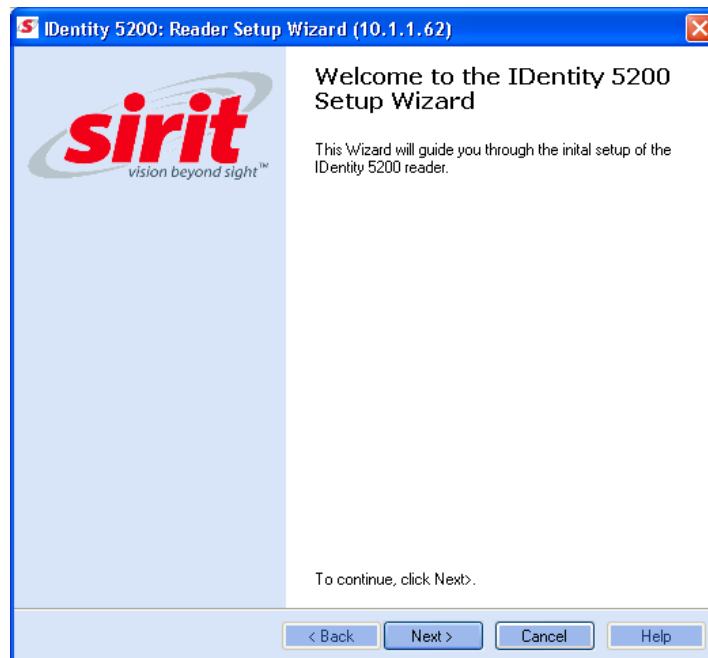 IDentity 5200: Reader Setup Wizard (10.1.1.62)
sirit
vision beyond sight™
Welcome to the IDentity 5200
Setup Wizard
This Wizard will guide you through the inital setup of the
IDentity 5200 reader.
To continue, click Next>.
< Back Next > Cancel Help